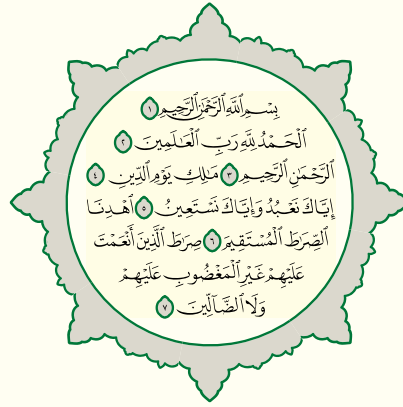 بِسْمِ ٱللَّهِ ٱلرَّحْمَٰنِ ٱلرَّحِيمِ ١
ٱلْحَمْدُ لِلَّهِ رَبِّ ٱلْعَٰلَمِينَ ٢
ٱلرَّحْمَٰنِ ٱلرَّحِيمِ ٣ مَٰلِكِ يَوْمِ ٱلدِّينِ ٤
إِيَّاكَ نَعْبُدُ وَإِيَّاكَ نَسْتَعِينُ ٥ ٱهْدِنَا
ٱلصِّرَٰطَ ٱلْمُسْتَقِيمَ ٦ صِرَٰطَ ٱلَّذِينَ أَنْعَمْتَ
عَلَيْهِمْ غَيْرِ ٱلْمَغْضُوبِ عَلَيْهِمْ
وَلَا ٱلضَّآلِّينَ ٧